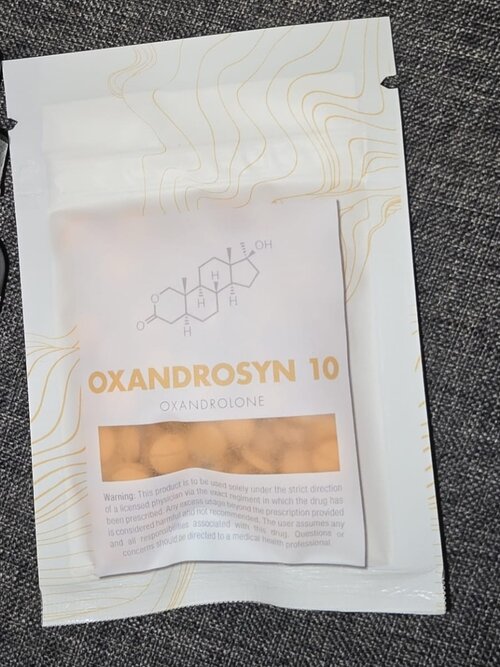 OH
H
H
H
O
O
H
OXANDROSYN 10
OXANDROLONE
Warning: This product is to be used solely under the strict direction
of a licensed physician via the exact regiment in which the drug has
been prescribed. Any excess usage beyond the prescription provided
is considered harmful and not recommended. The user assumes any
and all responsibilities associated with this drug. Questions or
concerns should be directed to a medical health professional.